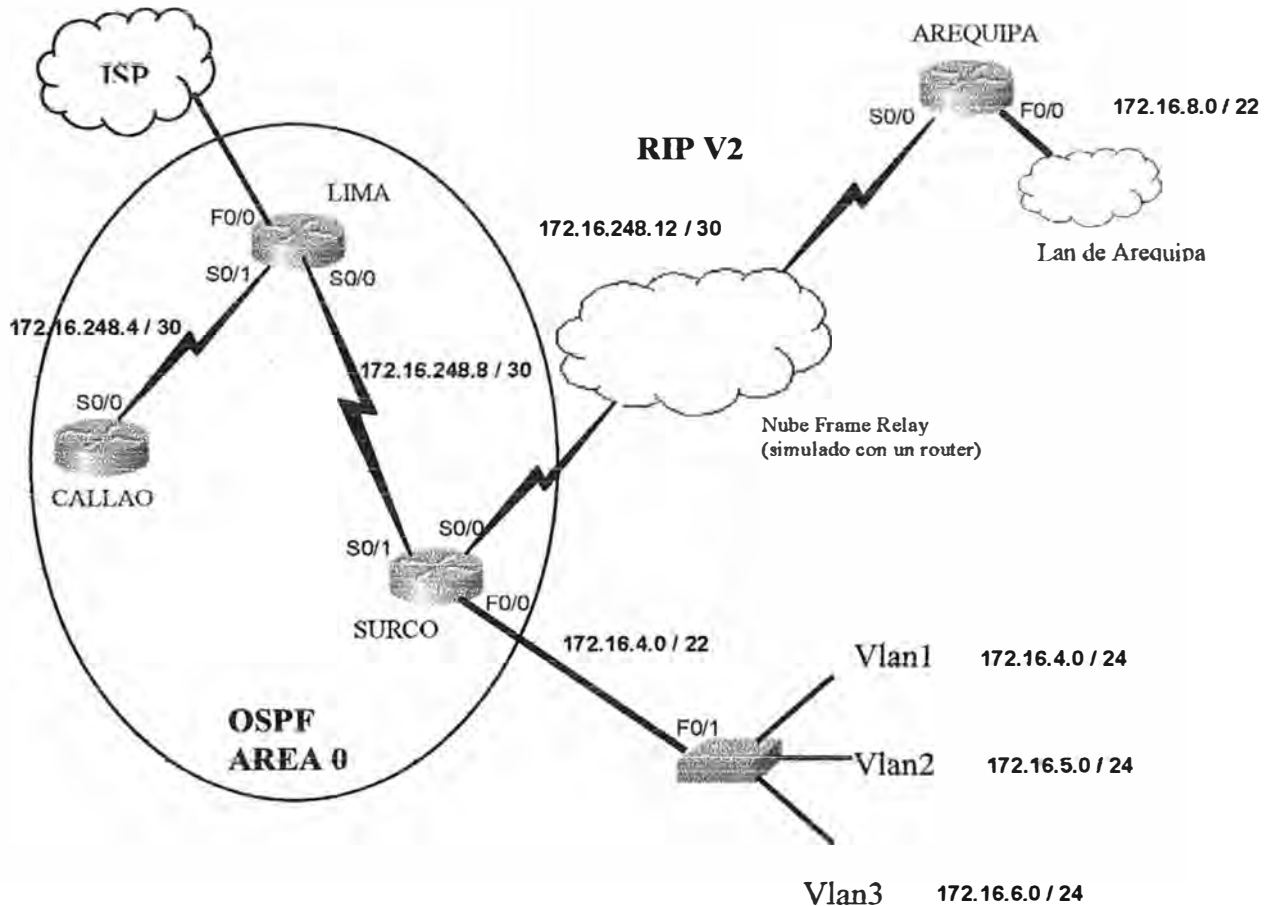 AREQUIPA
ISP
S0/0
F0/0
172.16.8.0 / 22
RIP V2
LIMA
F0/0
172.16.248.12 / 30
Lan de Arequipa
S0/1
S0/0
172.16.248.4 / 30
172.16.248.8 / 30
S0/0
Nube Frame Relay
(simulado con un router)
CALLAO
S0/0
S0/1
F0/0
SURCO
172.16.4.0 / 22
Vlan1 172.16.4.0 / 24
OSPF
AREA 0
F0/1
Vlan2 172.16.5.0 / 24
Vlan3 172.16.6.0 / 24